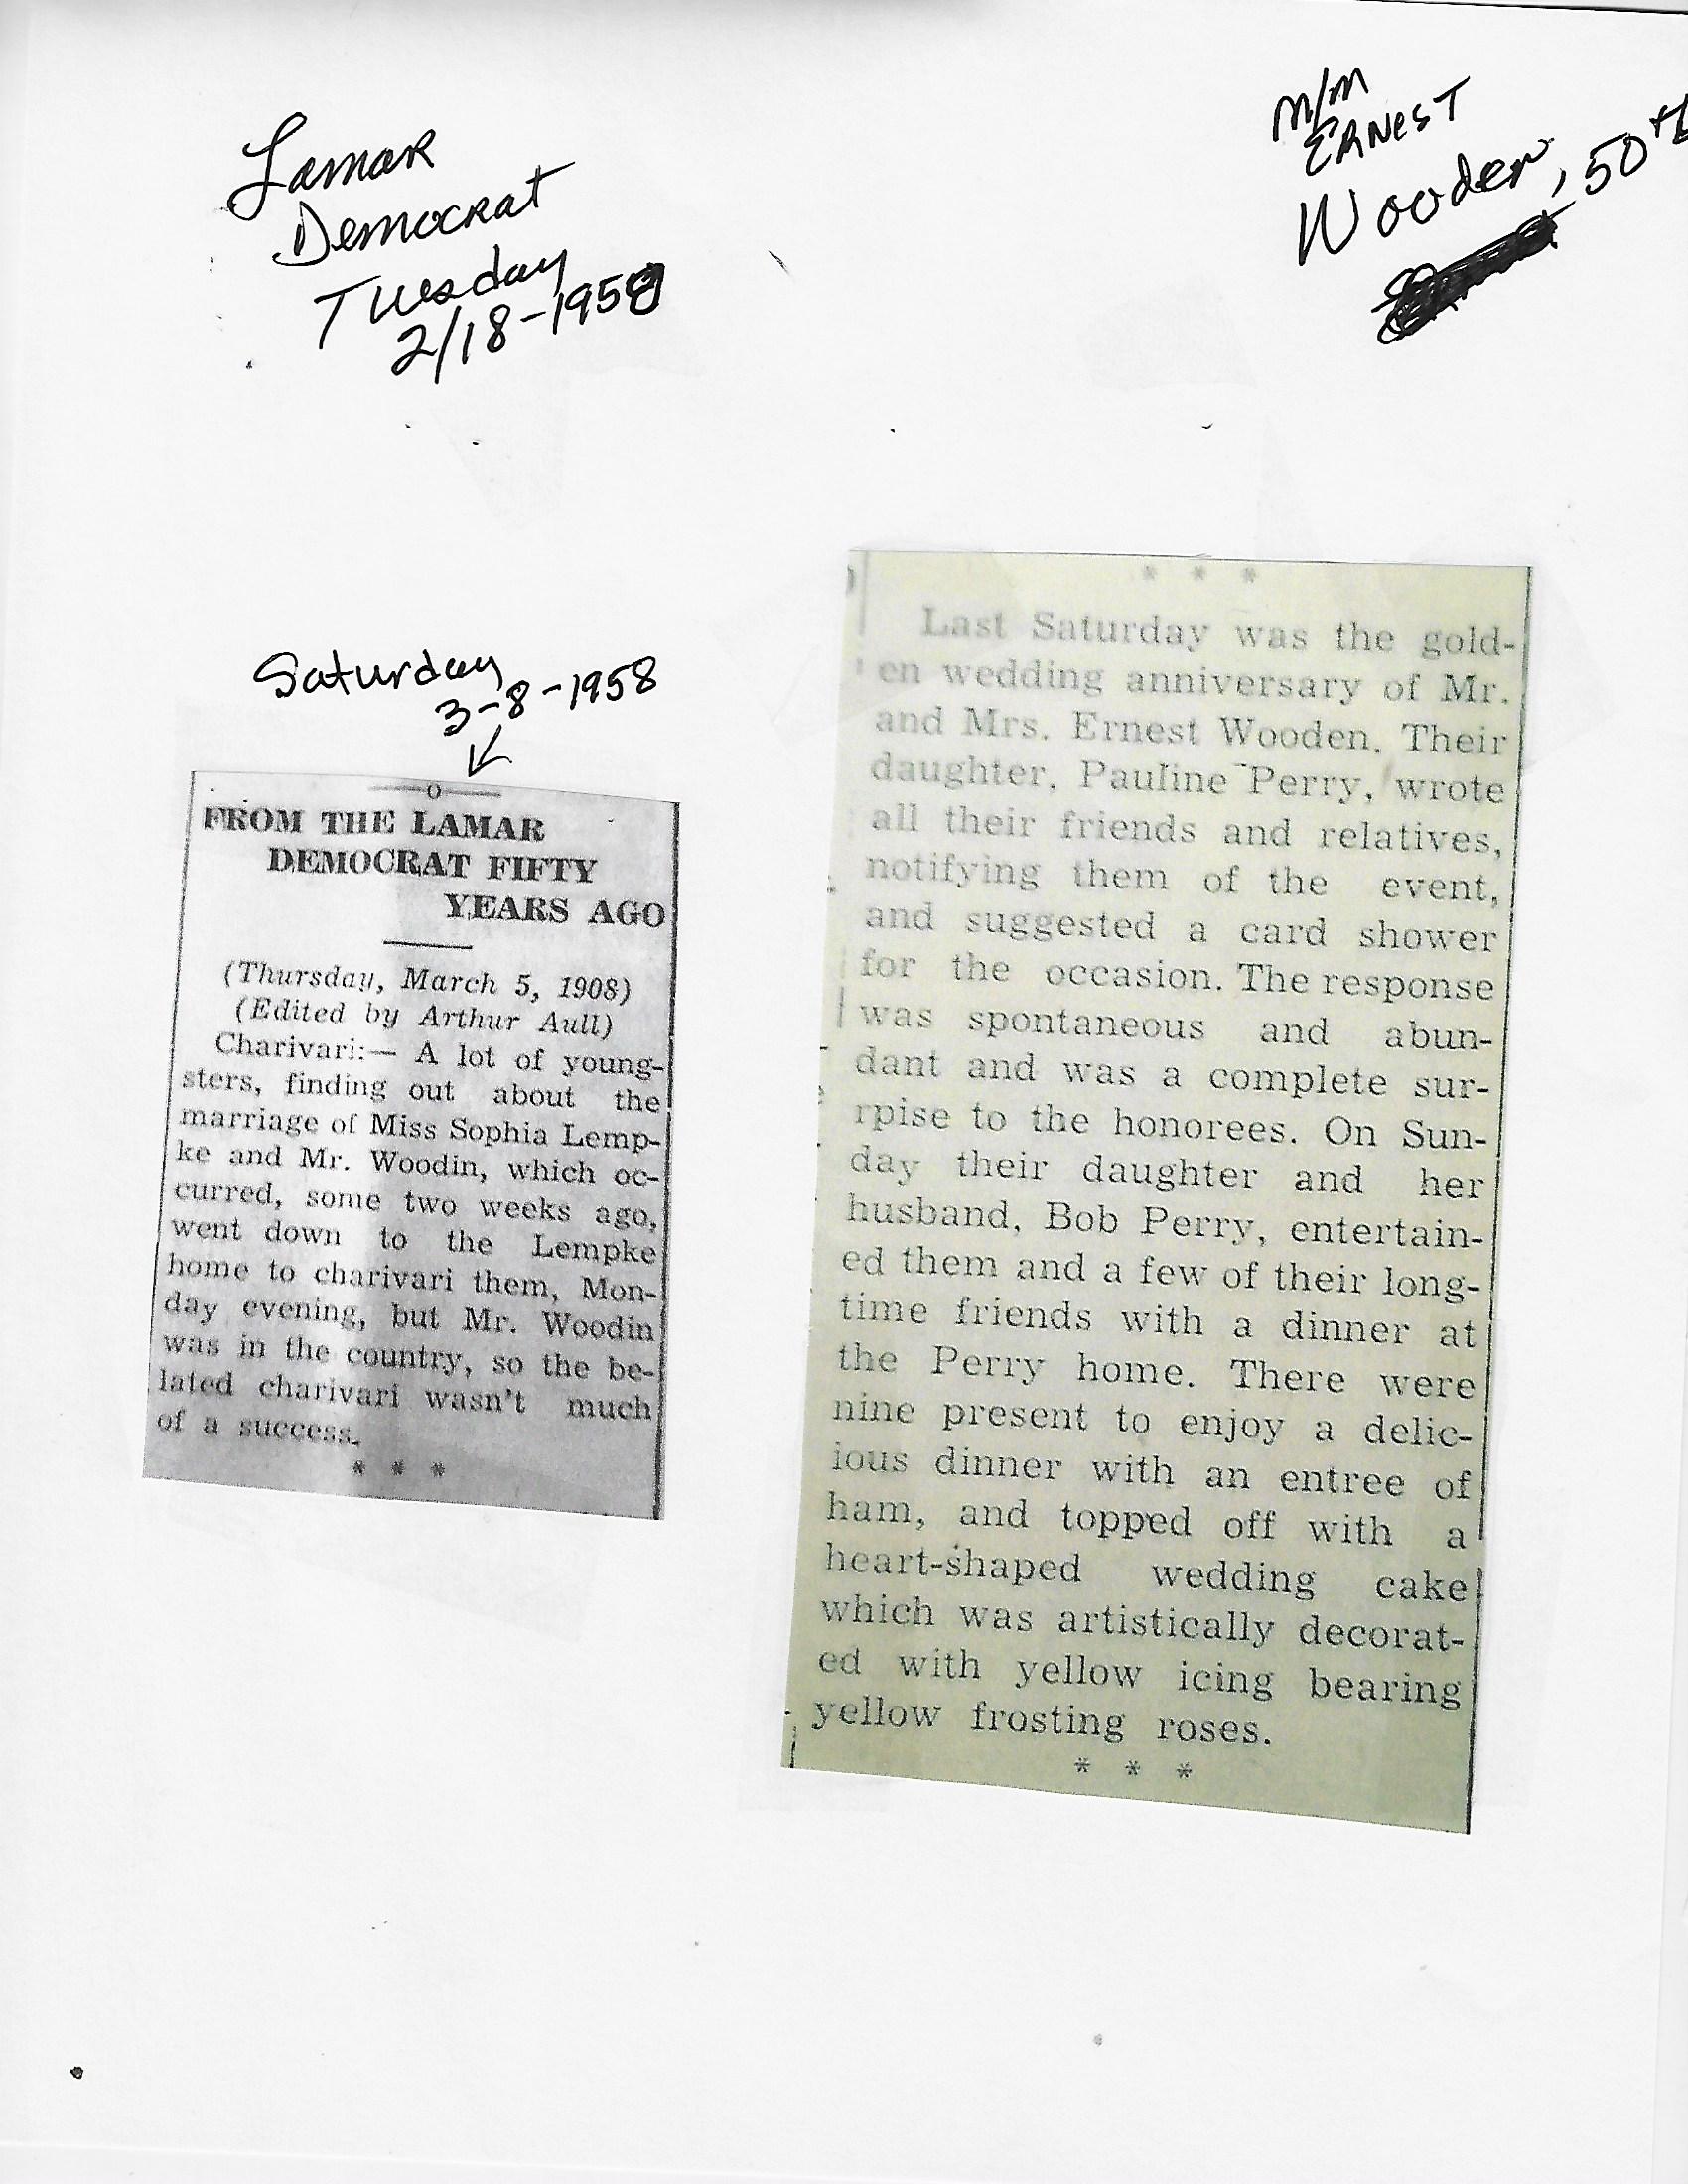 Lamar
Democrat
Tuesday
2/18-1958
m/m
ERNEST
Wooden, 50th
Saturday
3-8-1958
O
FROM THE LAMAR
DEMOCRAT FIFTY
YEARS AGO
(Thursday, March 5, 1908)
(Edited by Arthur Aull)
Charivari:— A lot of young-
sters, finding out about the
marriage of Miss Sophia Lemp-
ke and Mr. Woodin, which oc-
curred, some two weeks ago,
went down to the Lempke
home to charivari them, Mon-
day evening, but Mr. Woodin
was in the country, so the be-
lated charivari wasn't much
of a success.
* * *
* * *
Last Saturday was the gold-
en wedding anniversary of Mr.
and Mrs. Ernest Wooden. Their
daughter, Pauline Perry, wrote
all their friends and relatives,
notifying them of the event,
and suggested a card shower
for the occasion. The response
was spontaneous and abun-
dant and was a complete sur-
rpise to the honorees. On Sun-
day their daughter and her
husband, Bob Perry, entertain-
ed them and a few of their long-
time friends with a dinner at
the Perry home. There were
nine present to enjoy a delic-
ious dinner with an entree of
ham, and topped off with a
heart-shaped wedding cake
which was artistically decorat-
ed with yellow icing bearing
yellow frosting roses.
* * *